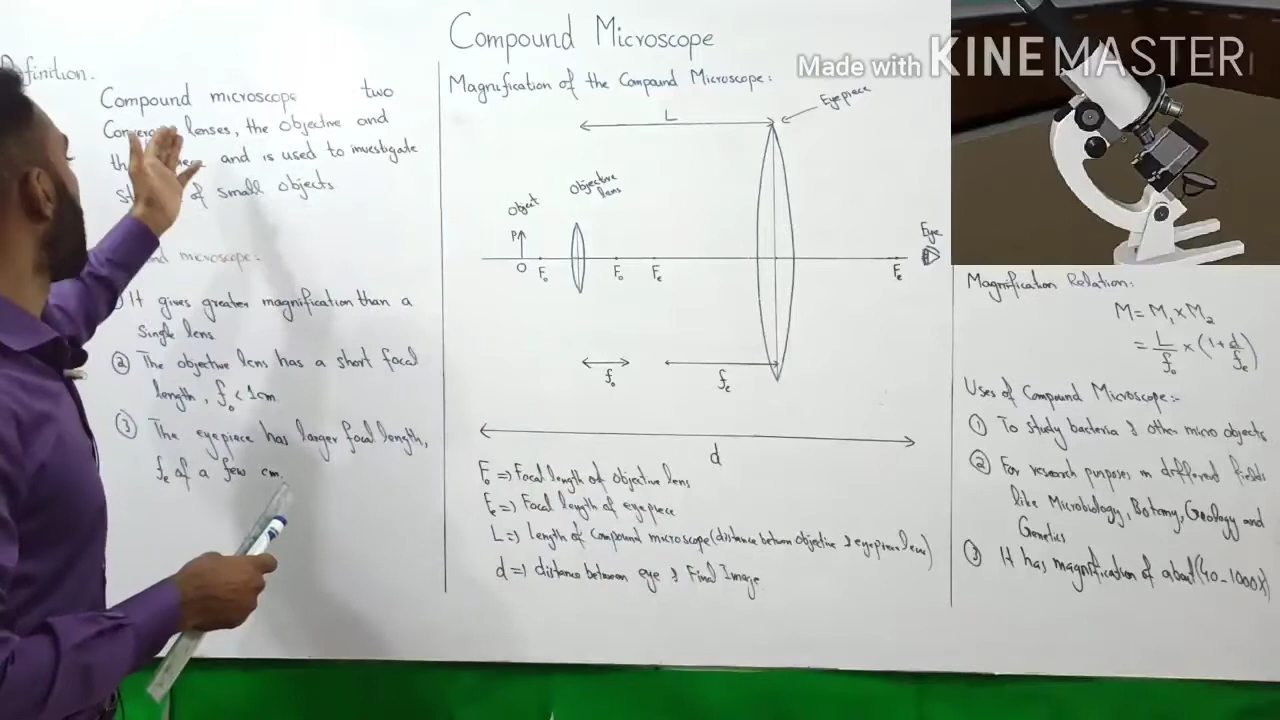 Compound Microscope
Made with KINEMASTER
Definition.
Compound microscope two
lenses, the objective and
and is used to investigate
of small objects
microscope:-
It gives greater magnification than a
Single lens
② The objective lens has a short focal
length, fo < 1cm
③ The eyepiece has larger focal length,
fe of a few cm.
Magnification of the Compound Microscope:
L
Eyepiece
Objective
lens
Object
P
O
Fo
Fo
Fe
Fe
Eye
fo
fe
d
Fo => Focal length of objective lens
Fe => Focal length of eyepiece
L => length of Compound microscope (distance between objective & eyepiece lens)
d => distance between eye & Final Image
Magnification Relation:
M = M1 x M2
= L/fo x (1+d/fe)
Uses of Compound Microscope:-
① To study bacteria & other micro objects
② For research purposes in different fields
like Microbiology, Botany, Geology and
Genetics
③ It has magnification of about (40-1000X)